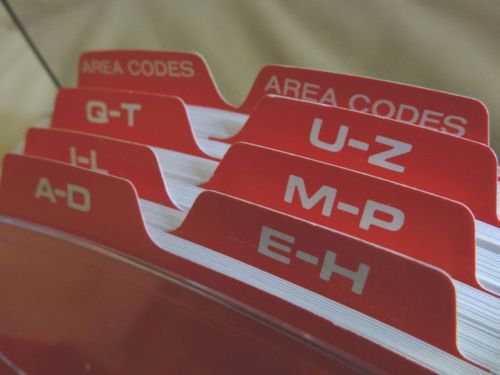 AREA CODES
AREA CODES
Q-T
U-Z
I-L
M-P
A-D
E-H